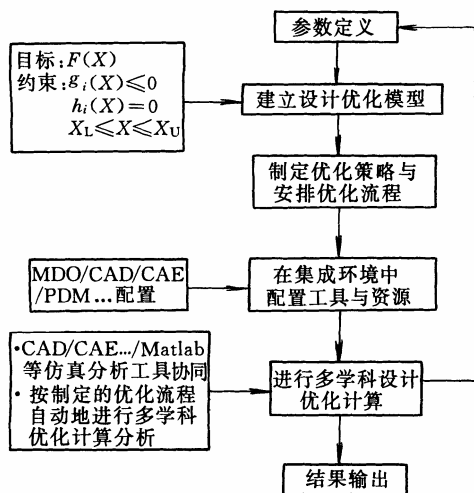 参数定义
目标:F(X)
约束:gᵢ(X)≤0
hᵢ(X)=0
X_L≤X≤X_U
建立设计优化模型
制定优化策略与
安排优化流程
MDO/CAD/CAE
/PDM…配置
在集成环境中
配置工具与资源
•CAD/CAE…/Matlab
等仿真分析工具协同
• 按制定的优化流程
自动地进行多学科
优化计算分析
进行多学科设计
优化计算
结果输出